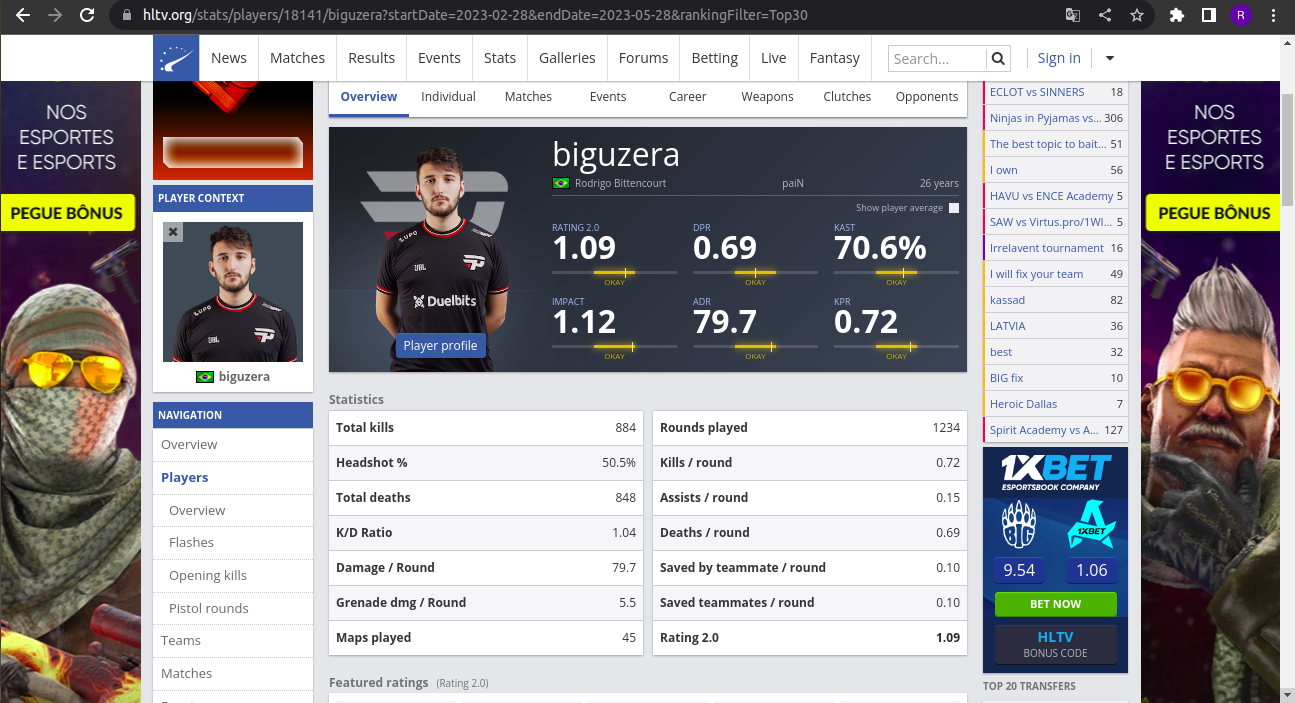 hltv.org/stats/players/18141/biguzera?startDate=2023-02-28&endDate=2023-05-28&rankingFilter=Top30
R
News Matches Results Events Stats Galleries Forums Betting Live Fantasy Search... Sign in
NOS
ESPORTES
E ESPORTS
PEGUE BÔNUS
PLAYER CONTEXT
biguzera
NAVIGATION
Overview
Players
Overview
Flashes
Opening kills
Pistol rounds
Teams
Matches
Overview Individual Matches Events Career Weapons Clutches Opponents
biguzera
Rodrigo Bittencourt paiN 26 years
Show player average
RATING 2.0 DPR KAST
1.09 0.69 70.6%
OKAY OKAY OKAY
IMPACT ADR KPR
1.12 79.7 0.72
OKAY OKAY OKAY
Duelbits
Player profile
Statistics
Total kills 884
Headshot % 50.5%
Total deaths 848
K/D Ratio 1.04
Damage / Round 79.7
Grenade dmg / Round 5.5
Maps played 45
Rounds played 1234
Kills / round 0.72
Assists / round 0.15
Deaths / round 0.69
Saved by teammate / round 0.10
Saved teammates / round 0.10
Rating 2.0 1.09
Featured ratings (Rating 2.0)
ECLOT vs SINNERS 18
Ninjas in Pyjamas vs... 306
The best topic to bait... 51
I own 56
HAVU vs ENCE Academy 5
SAW vs Virtus.pro/1WI... 5
Irrelavent tournament 16
I will fix your team 49
kassad 82
LATVIA 36
best 32
BIG fix 10
Heroic Dallas 7
Spirit Academy vs A... 127
1XBET
ESPORTSBOOK COMPANY
BIG
1XBET
9.54 1.06
BET NOW
HLTV
BONUS CODE
TOP 20 TRANSFERS
NOS
ESPORTES
E ESPORTS
PEGUE BÔNUS